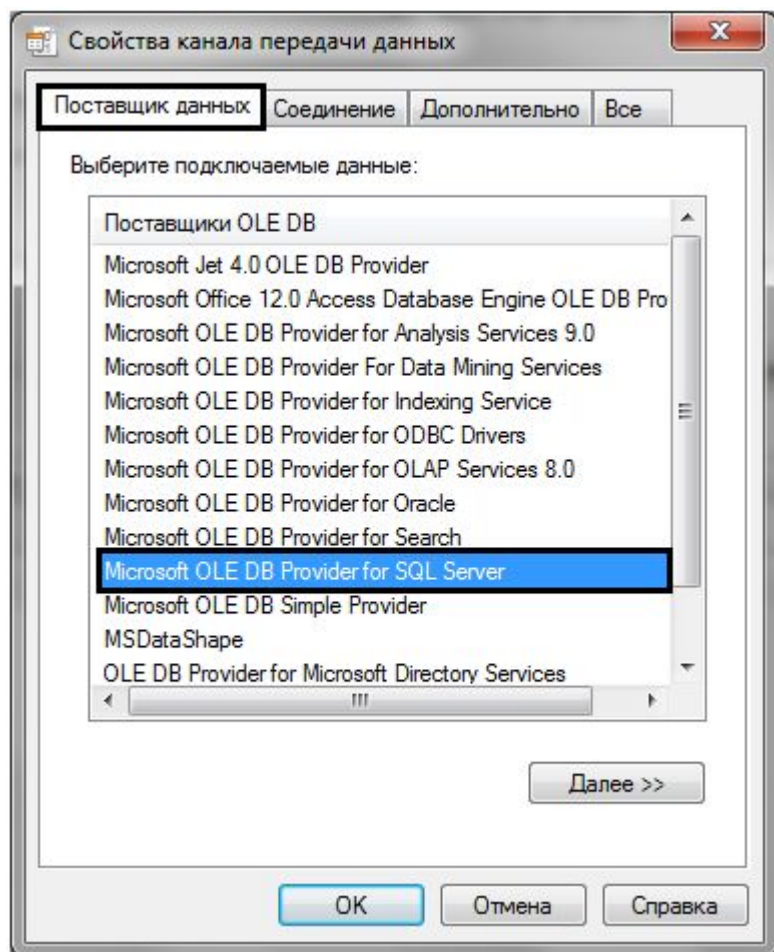 Свойства канала передачи данных
Поставщик данных Соединение Дополнительно Все
Выберите подключаемые данные:
Поставщики OLE DB
Microsoft Jet 4.0 OLE DB Provider
Microsoft Office 12.0 Access Database Engine OLE DB Pro
Microsoft OLE DB Provider for Analysis Services 9.0
Microsoft OLE DB Provider For Data Mining Services
Microsoft OLE DB Provider for Indexing Service
Microsoft OLE DB Provider for ODBC Drivers
Microsoft OLE DB Provider for OLAP Services 8.0
Microsoft OLE DB Provider for Oracle
Microsoft OLE DB Provider for Search
Microsoft OLE DB Provider for SQL Server
Microsoft OLE DB Simple Provider
MSDataShape
OLE DB Provider for Microsoft Directory Services
Далее >>
OK Отмена Справка